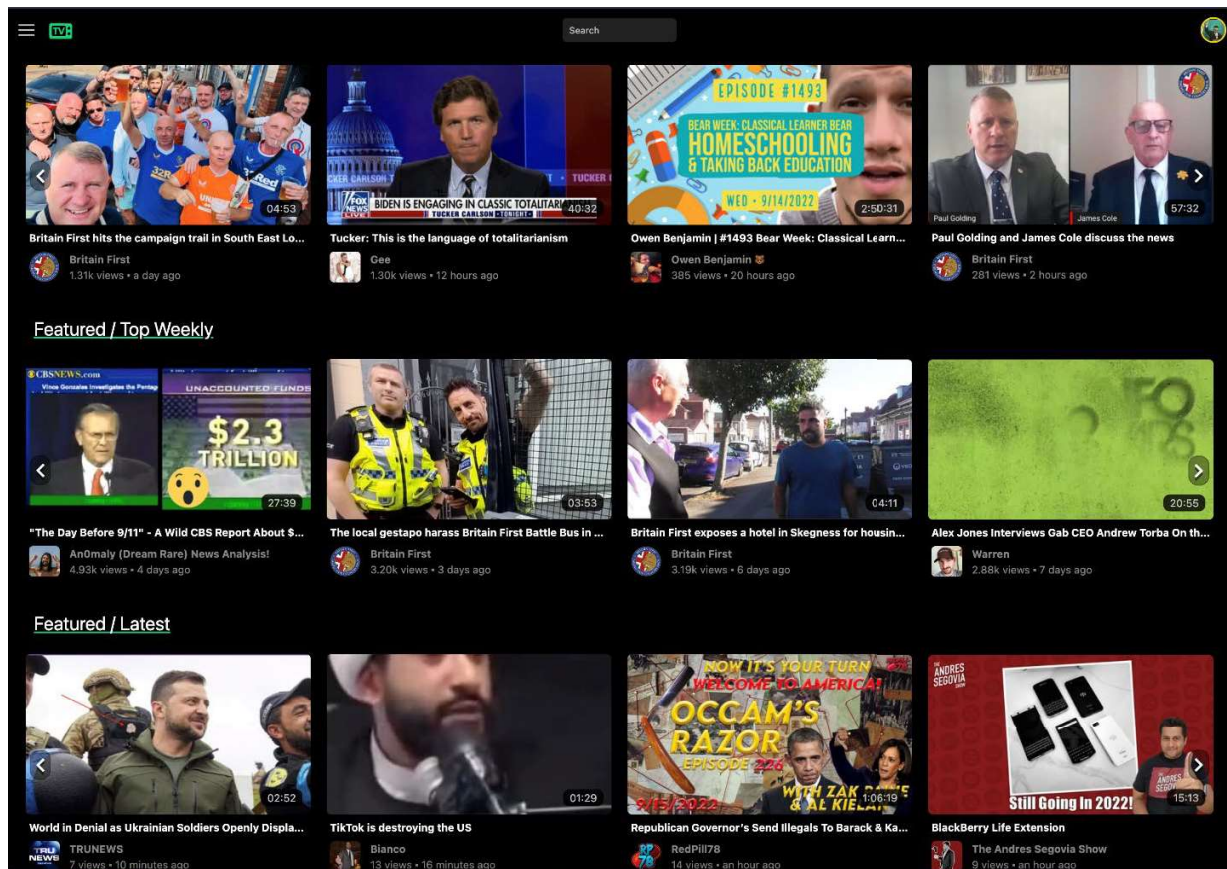 TV
Search
04:53
CKER CARLSON T
FOX
NEWS
LIVE
BIDEN IS ENGAGING IN CLASSIC TOTALITARI
TUCKER CARLSON TONIGHT
TUCKER C
40:32
EPISODE #1493
BEAR WEEK: CLASSICAL LEARNER BEAR
HOMESCHOOLING
& TAKING BACK EDUCATION
WED • 9/14/2022
2:50:31
Paul Golding
James Cole
57:32
Britain First hits the campaign trail in South East Lo...
Britain First
1.31k views • a day ago
Tucker: This is the language of totalitarianism
Gee
1.30k views • 12 hours ago
Owen Benjamin | #1493 Bear Week: Classical Learn...
Owen Benjamin 🐻
385 views • 20 hours ago
Paul Golding and James Cole discuss the news
Britain First
281 views • 2 hours ago
Featured / Top Weekly
CBSNEWS.com
Vince Gonzales Investigates the Pentag
UNACCOUNTED FUNDS
$2.3
TRILLION
27:39
03:53
04:11
20:55
"The Day Before 9/11" - A Wild CBS Report About $...
An0maly (Dream Rare) News Analysis!
4.93k views • 4 days ago
The local gestapo harass Britain First Battle Bus in ...
Britain First
3.20k views • 3 days ago
Britain First exposes a hotel in Skegness for housin...
Britain First
3.19k views • 6 days ago
Alex Jones Interviews Gab CEO Andrew Torba On th...
Warren
2.88k views • 7 days ago
Featured / Latest
02:52
01:29
NOW IT'S YOUR TURN
WELCOME TO AMERICA!
OCCAM'S
RAZOR
EPISODE 226
9/15/2022
WITH ZAK
& AL
1:06:19
THE
ANDRES
SEGOVIA
SHOW
Still Going In 2022!
15:13
World in Denial as Ukrainian Soldiers Openly Displa...
TRU
NEWS
TRUNEWS
7 views • 10 minutes ago
TikTok is destroying the US
Bianco
13 views • 16 minutes ago
Republican Governor's Send Illegals To Barack & Ka...
RP
78
RedPill78
14 views • an hour ago
BlackBerry Life Extension
The Andres Segovia Show
9 views • an hour ago